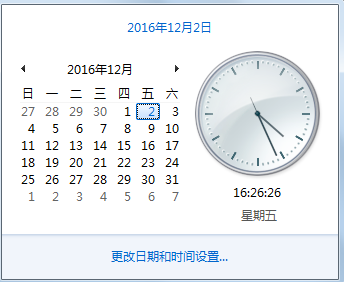 2016年12月2日
2016年12月
日 一 二 三 四 五 六
27 28 29 30 1 2 3
4 5 6 7 8 9 10
11 12 13 14 15 16 17
18 19 20 21 22 23 24
25 26 27 28 29 30 31
1 2 3 4 5 6 7
16:26:26
星期五
更改日期和时间设置...